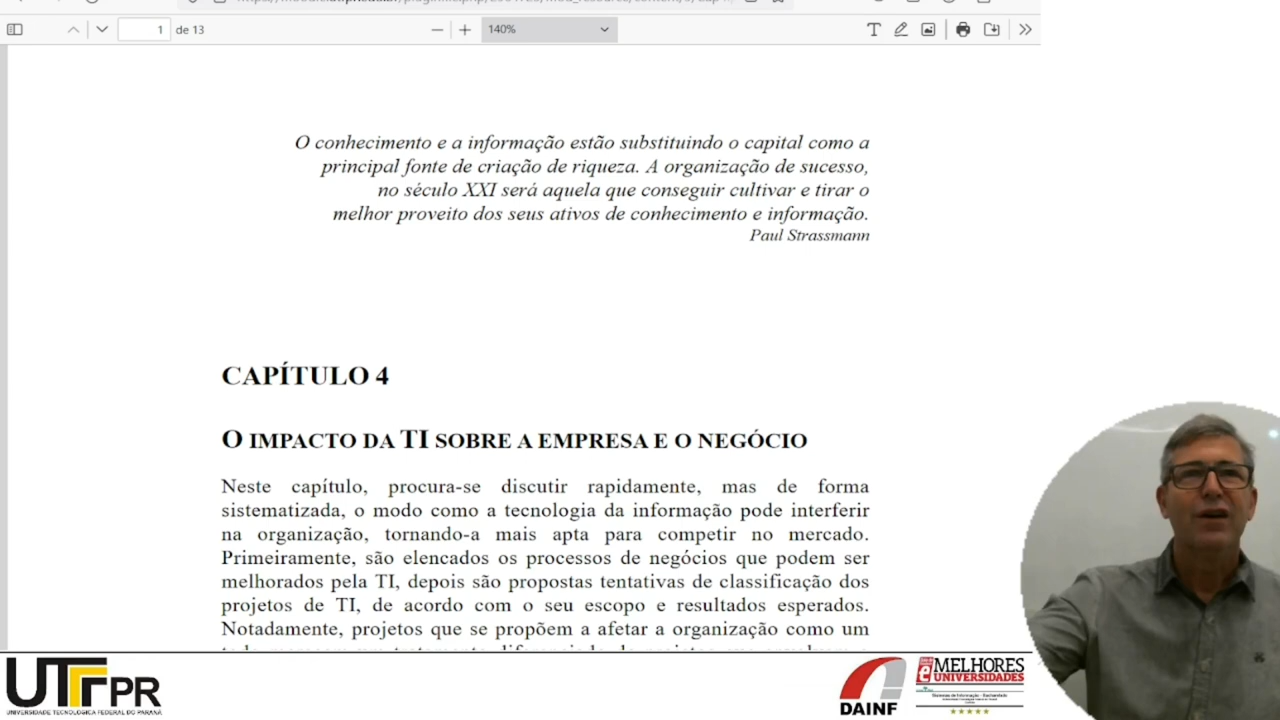 1 de 13 140%
O conhecimento e a informação estão substituindo o capital como a
principal fonte de criação de riqueza. A organização de sucesso,
no século XXI será aquela que conseguir cultivar e tirar o
melhor proveito dos seus ativos de conhecimento e informação.
Paul Strassmann
CAPÍTULO 4
O IMPACTO DA TI SOBRE A EMPRESA E O NEGÓCIO
Neste capítulo, procura-se discutir rapidamente, mas de forma
sistematizada, o modo como a tecnologia da informação pode interferir
na organização, tornando-a mais apta para competir no mercado.
Primeiramente, são elencados os processos de negócios que podem ser
melhorados pela TI, depois são propostas tentativas de classificação dos
projetos de TI, de acordo com o seu escopo e resultados esperados.
Notadamente, projetos que se propõem a afetar a organização como um
UTFPR
UNIVERSIDADE TECNOLÓGICA FEDERAL DO PARANÁ
DAINF
MELHORES
UNIVERSIDADES